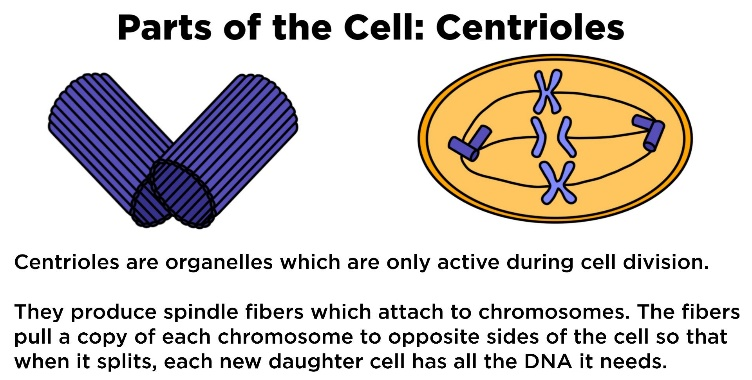 Parts of the Cell: Centrioles
Centrioles are organelles which are only active during cell division.
They produce spindle fibers which attach to chromosomes. The fibers
pull a copy of each chromosome to opposite sides of the cell so that
when it splits, each new daughter cell has all the DNA it needs.